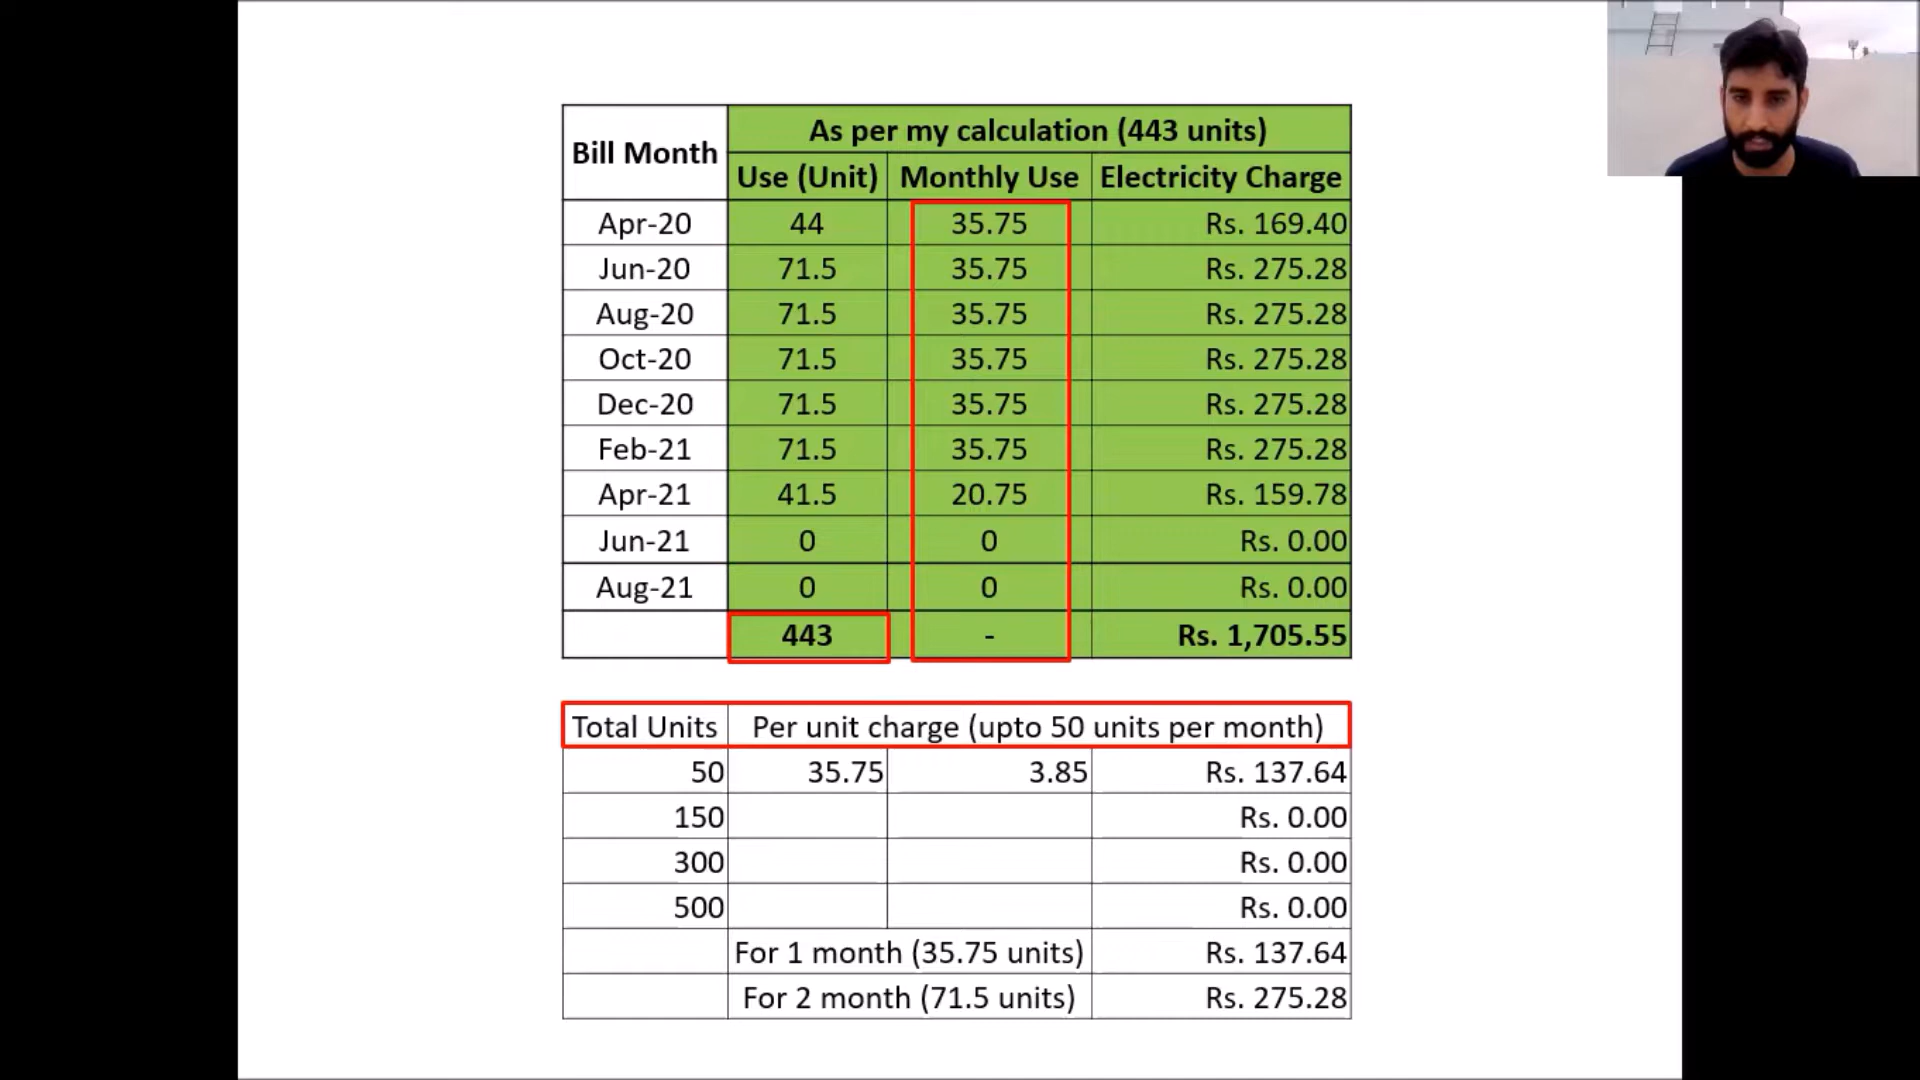 Bill Month As per my calculation (443 units)
Use (Unit) Monthly Use Electricity Charge
Apr-20 44 35.75 Rs. 169.40
Jun-20 71.5 35.75 Rs. 275.28
Aug-20 71.5 35.75 Rs. 275.28
Oct-20 71.5 35.75 Rs. 275.28
Dec-20 71.5 35.75 Rs. 275.28
Feb-21 71.5 35.75 Rs. 275.28
Apr-21 41.5 20.75 Rs. 159.78
Jun-21 0 0 Rs. 0.00
Aug-21 0 0 Rs. 0.00
443 - Rs. 1,705.55
Total Units Per unit charge (upto 50 units per month)
50 35.75 3.85 Rs. 137.64
150 Rs. 0.00
300 Rs. 0.00
500 Rs. 0.00
For 1 month (35.75 units) Rs. 137.64
For 2 month (71.5 units) Rs. 275.28